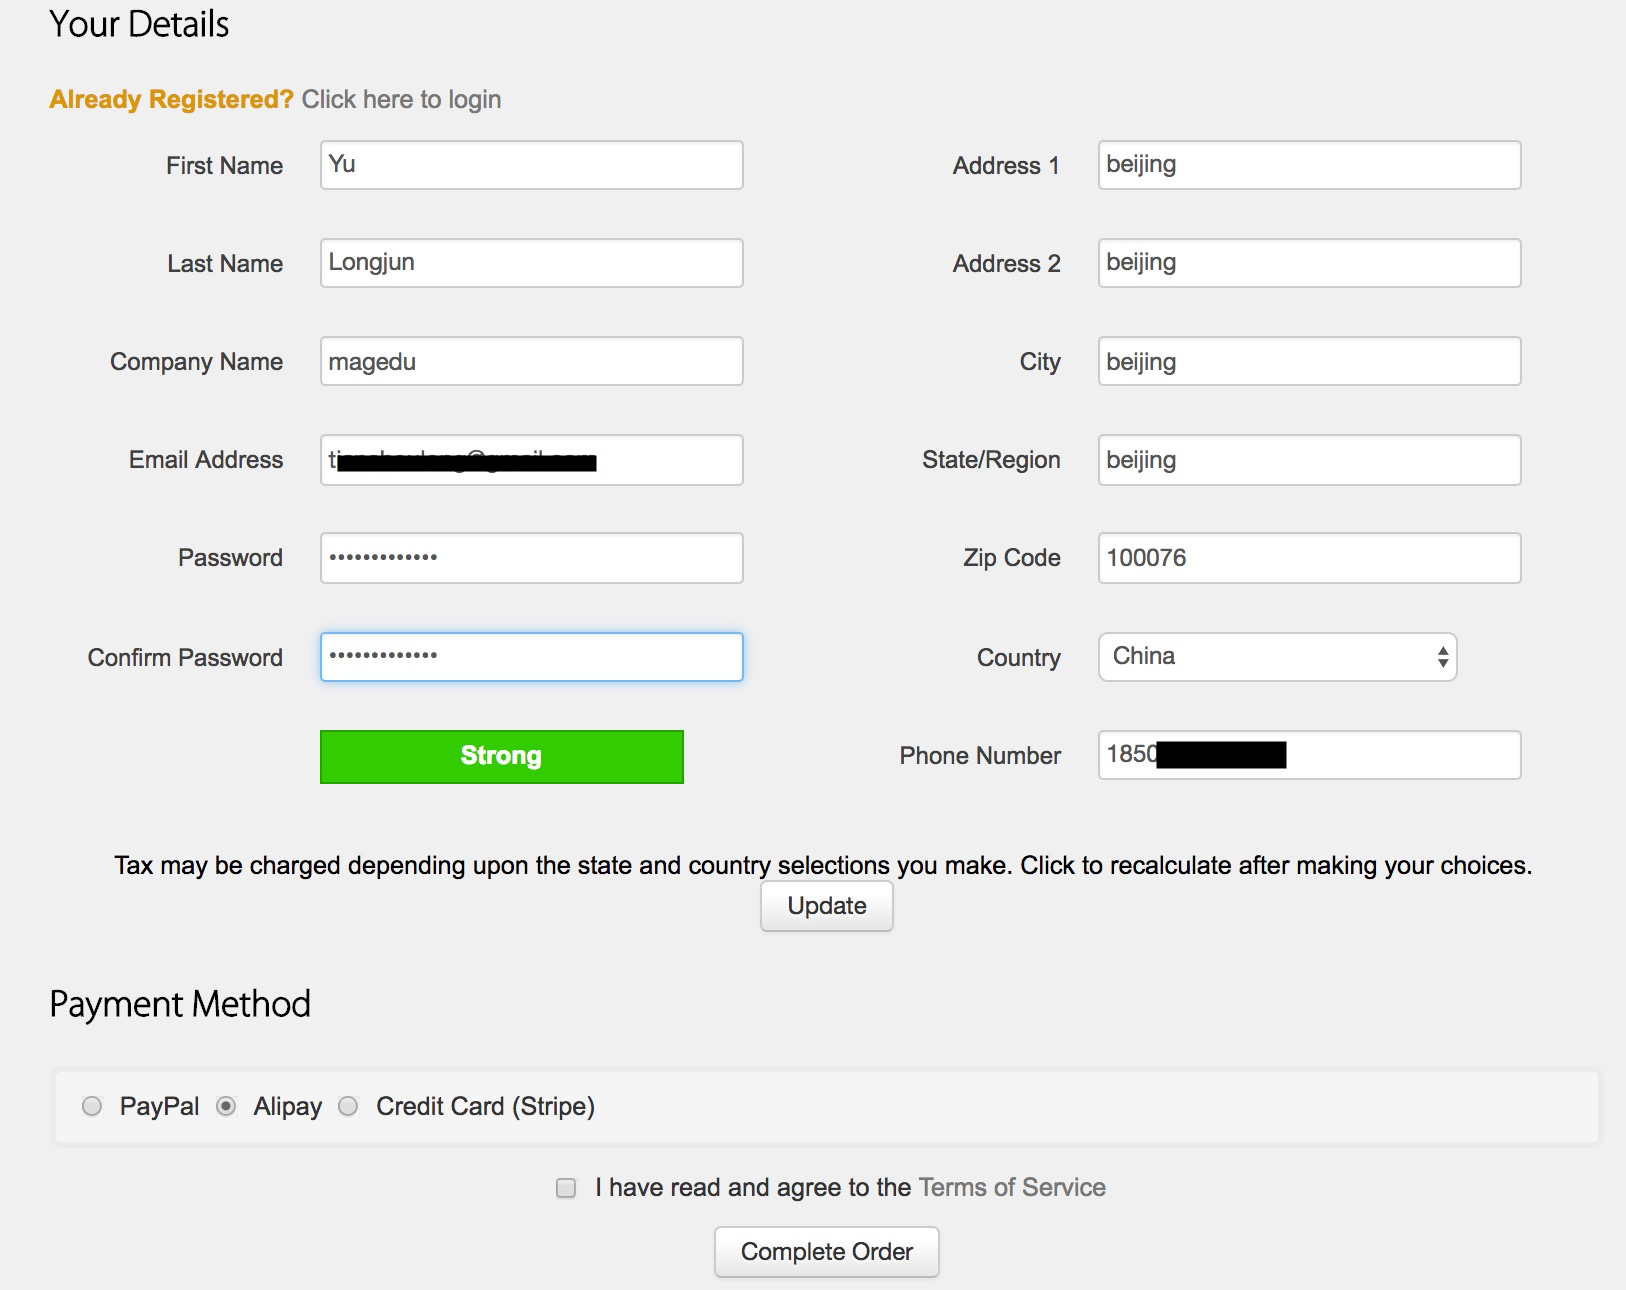 Your Details
Already Registered? Click here to login
First Name Yu
Last Name Longjun
Company Name magedu
Email Address
Password •••••••••••••
Confirm Password •••••••••••••
Strong
Address 1 beijing
Address 2 beijing
City beijing
State/Region beijing
Zip Code 100076
Country China
Phone Number 1850
Tax may be charged depending upon the state and country selections you make. Click to recalculate after making your choices.
Update
Payment Method
PayPal Alipay Credit Card (Stripe)
I have read and agree to the Terms of Service
Complete Order